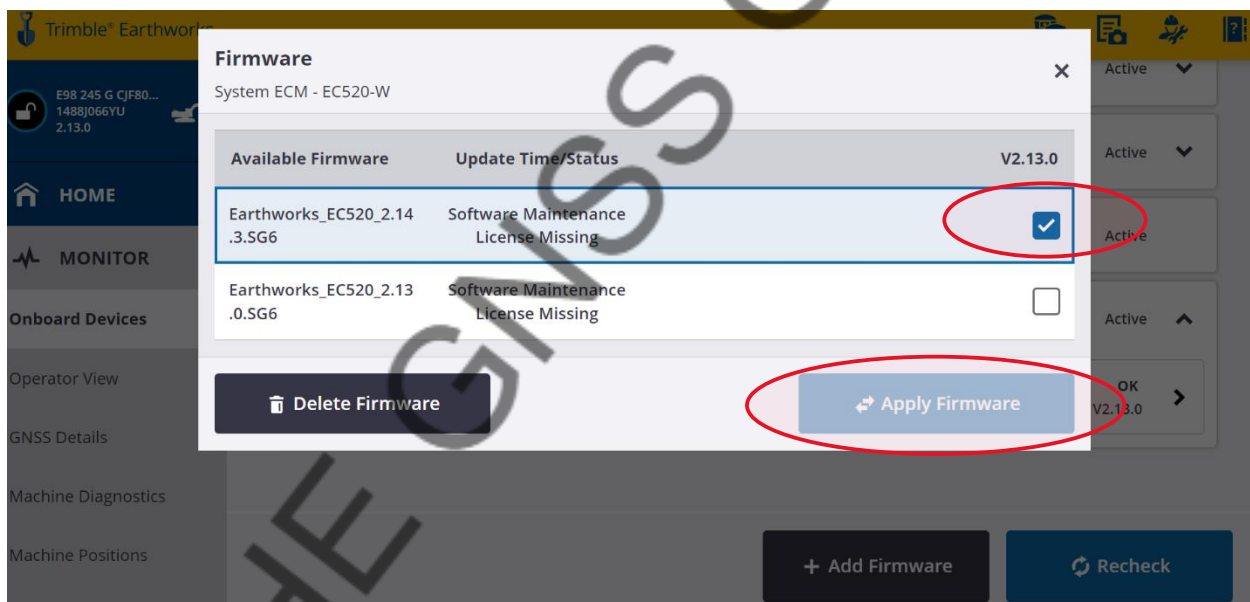 Trimble® Earthworks
E98 245 G CJF80...
1488J066YU
2.13.0
HOME
MONITOR
Onboard Devices
Operator View
GNSS Details
Machine Diagnostics
Machine Positions
Firmware
System ECM - EC520-W
Available Firmware Update Time/Status V2.13.0
Earthworks_EC520_2.14 Software Maintenance
.3.SG6 License Missing
Earthworks_EC520_2.13 Software Maintenance
.0.SG6 License Missing
Delete Firmware Apply Firmware
Active
Active
Active
Active
OK
V2.13.0
+ Add Firmware Recheck
HE GNSS